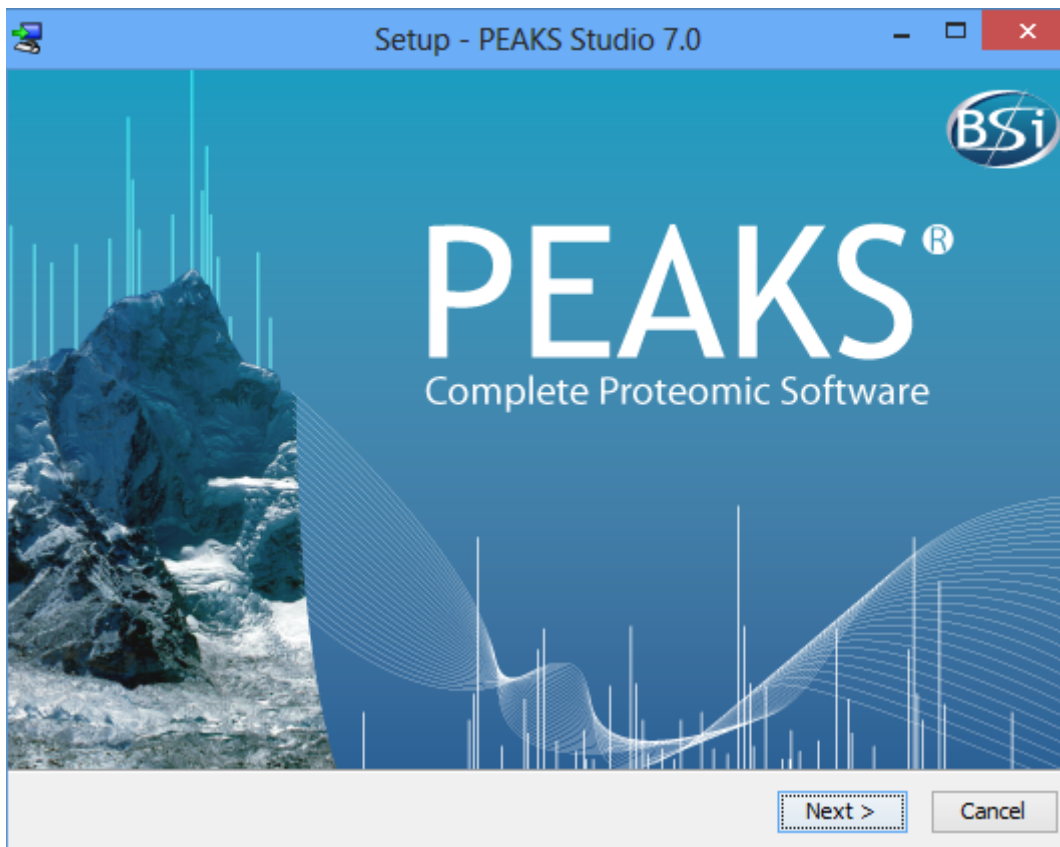 Setup - PEAKS Studio 7.0
BSi
PEAKS®
Complete Proteomic Software
Next >
Cancel